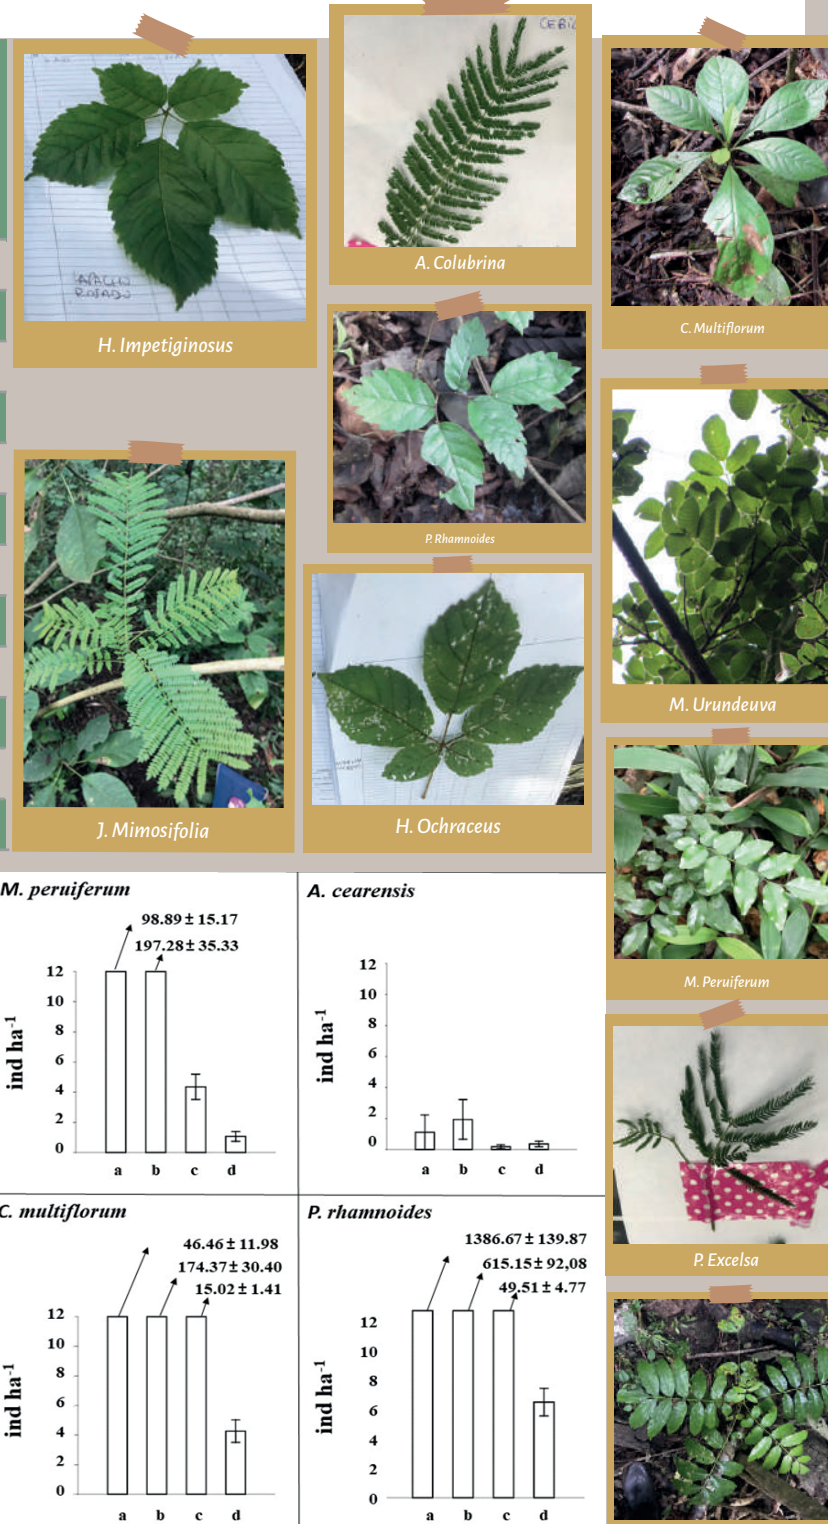 CEBIL
LAPACHO
ROSADO
H. Impetiginosus
A. Colubrina
C. Multiflorum
P. Rhamnoides
J. Mimosifolia
H. Ochraceus
M. Urundeuva
M. Peruiferum
P. Excelsa
M. peruiferum
98.89 ± 15.17
197.28 ± 35.33
ind ha-1
12
10
8
6
4
2
0
a b c d
A. cearensis
ind ha-1
12
10
8
6
4
2
0
a b c d
C. multiflorum
46.46 ± 11.98
174.37 ± 30.40
15.02 ± 1.41
ind ha-1
12
10
8
6
4
2
0
a b c d
P. rhamnoides
1386.67 ± 139.87
615.15 ± 92,08
49.51 ± 4.77
ind ha-1
12
10
8
6
4
2
0
a b c d